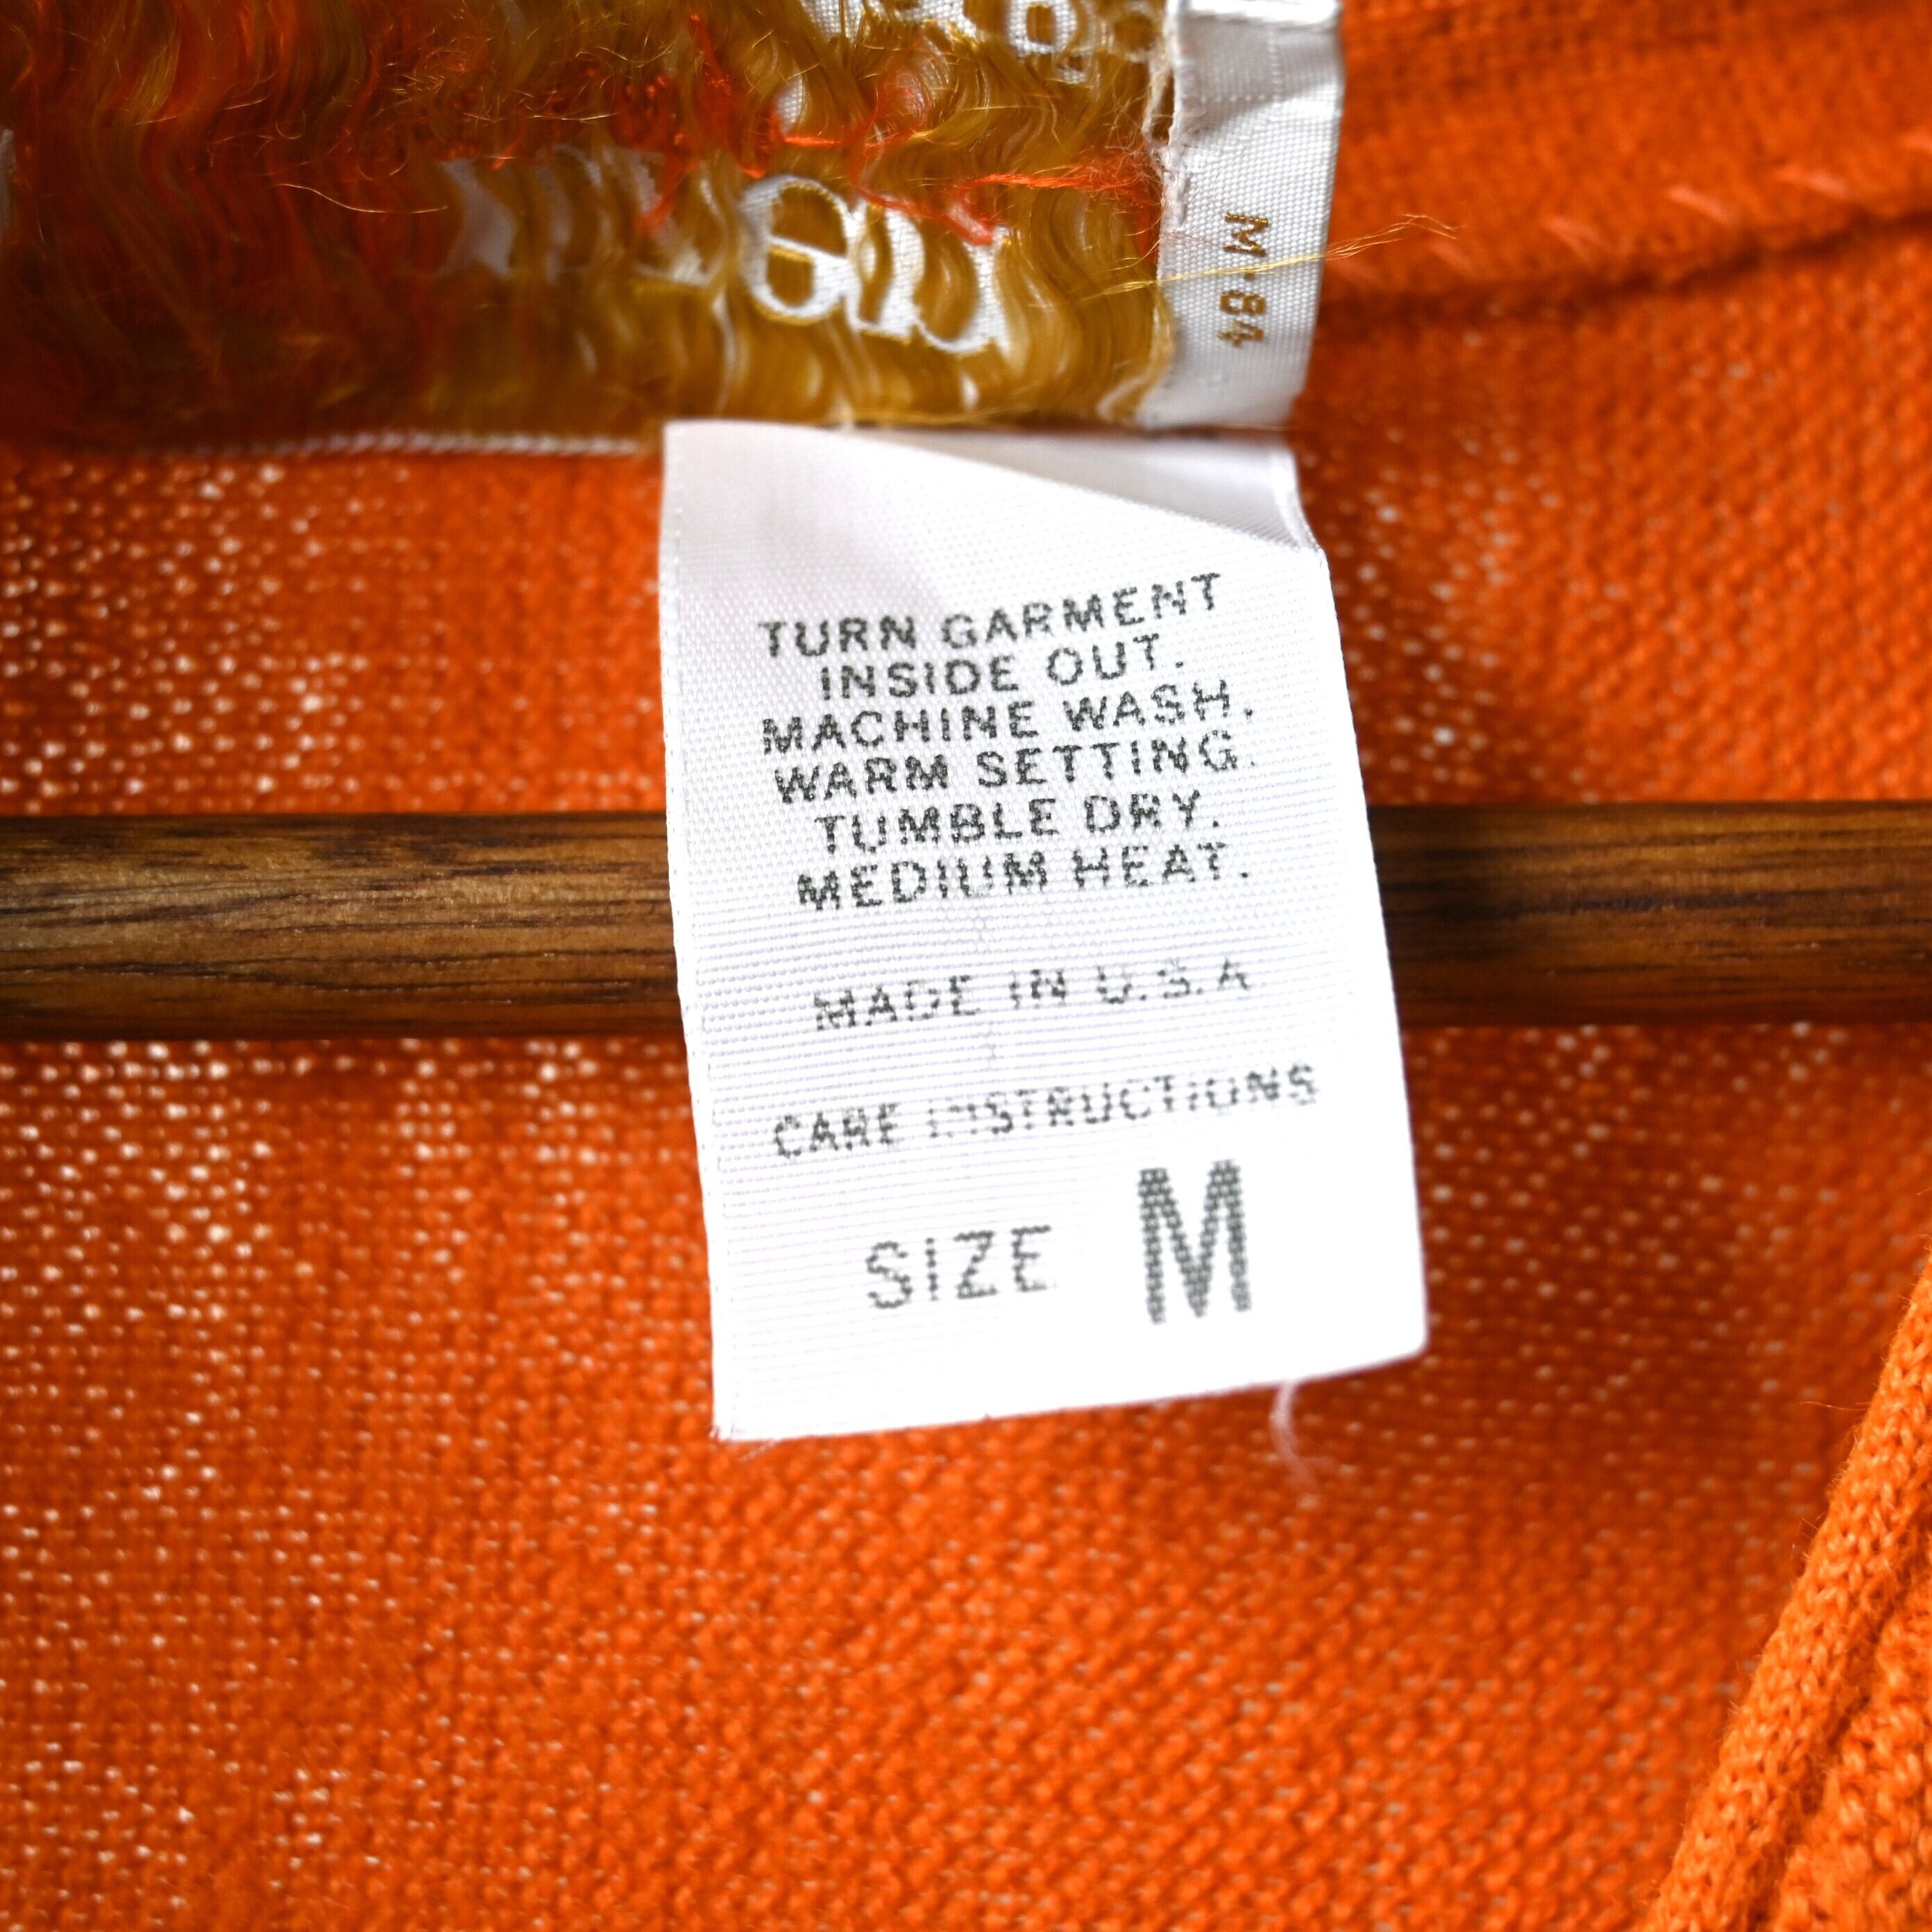 M-84
TURN GARMENT
INSIDE OUT.
MACHINE WASH.
WARM SETTING.
TUMBLE DRY.
MEDIUM HEAT.
MADE IN U.S.A.
CARE INSTRUCTIONS
SIZE M